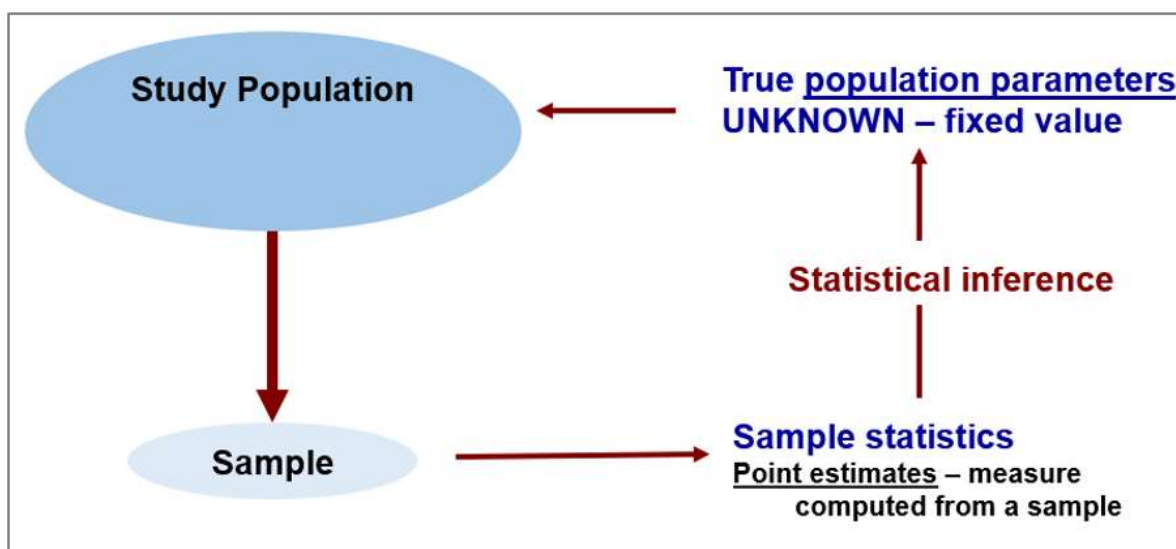 Study Population
True population parameters
UNKNOWN – fixed value
Statistical inference
Sample
Sample statistics
Point estimates – measure
computed from a sample